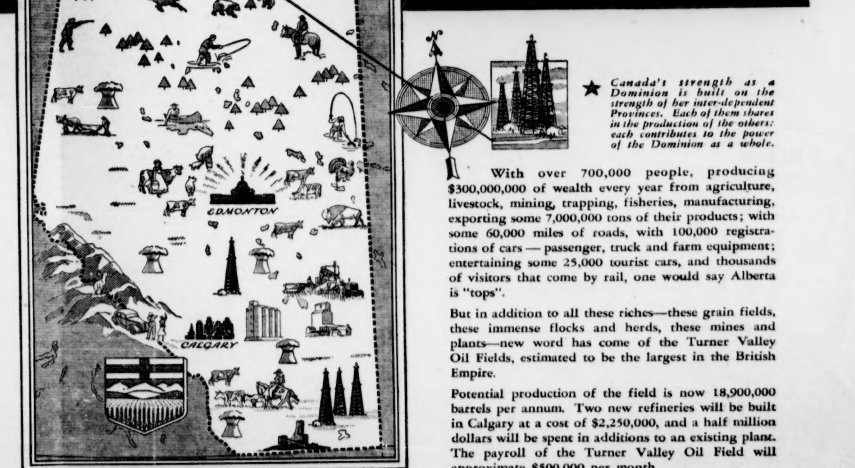 N
EDMONTON
CALGARY
Canada's strength as a
Dominion is built on the
strength of her inter-dependent
Provinces. Each of them shares
in the production of the others;
each contributes to the power
of the Dominion as a whole.
With over 700,000 people, producing
$300,000,000 of wealth every year from agriculture,
livestock, mining, trapping, fisheries, manufacturing,
exporting some 7,000,000 tons of their products; with
some 60,000 miles of roads, with 100,000 registra-
tions of cars — passenger, truck and farm equipment;
entertaining some 25,000 tourist cars, and thousands
of visitors that come by rail, one would say Alberta
is "tops".
But in addition to all these riches—these grain fields,
these immense flocks and herds, these mines and
plants—new word has come of the Turner Valley
Oil Fields, estimated to be the largest in the British
Empire.
Potential production of the field is now 18,900,000
barrels per annum. Two new refineries will be built
in Calgary at a cost of $2,250,000, and a half million
dollars will be spent in additions to an existing plant.
The payroll of the Turner Valley Oil Field will
approximate $500,000 per month